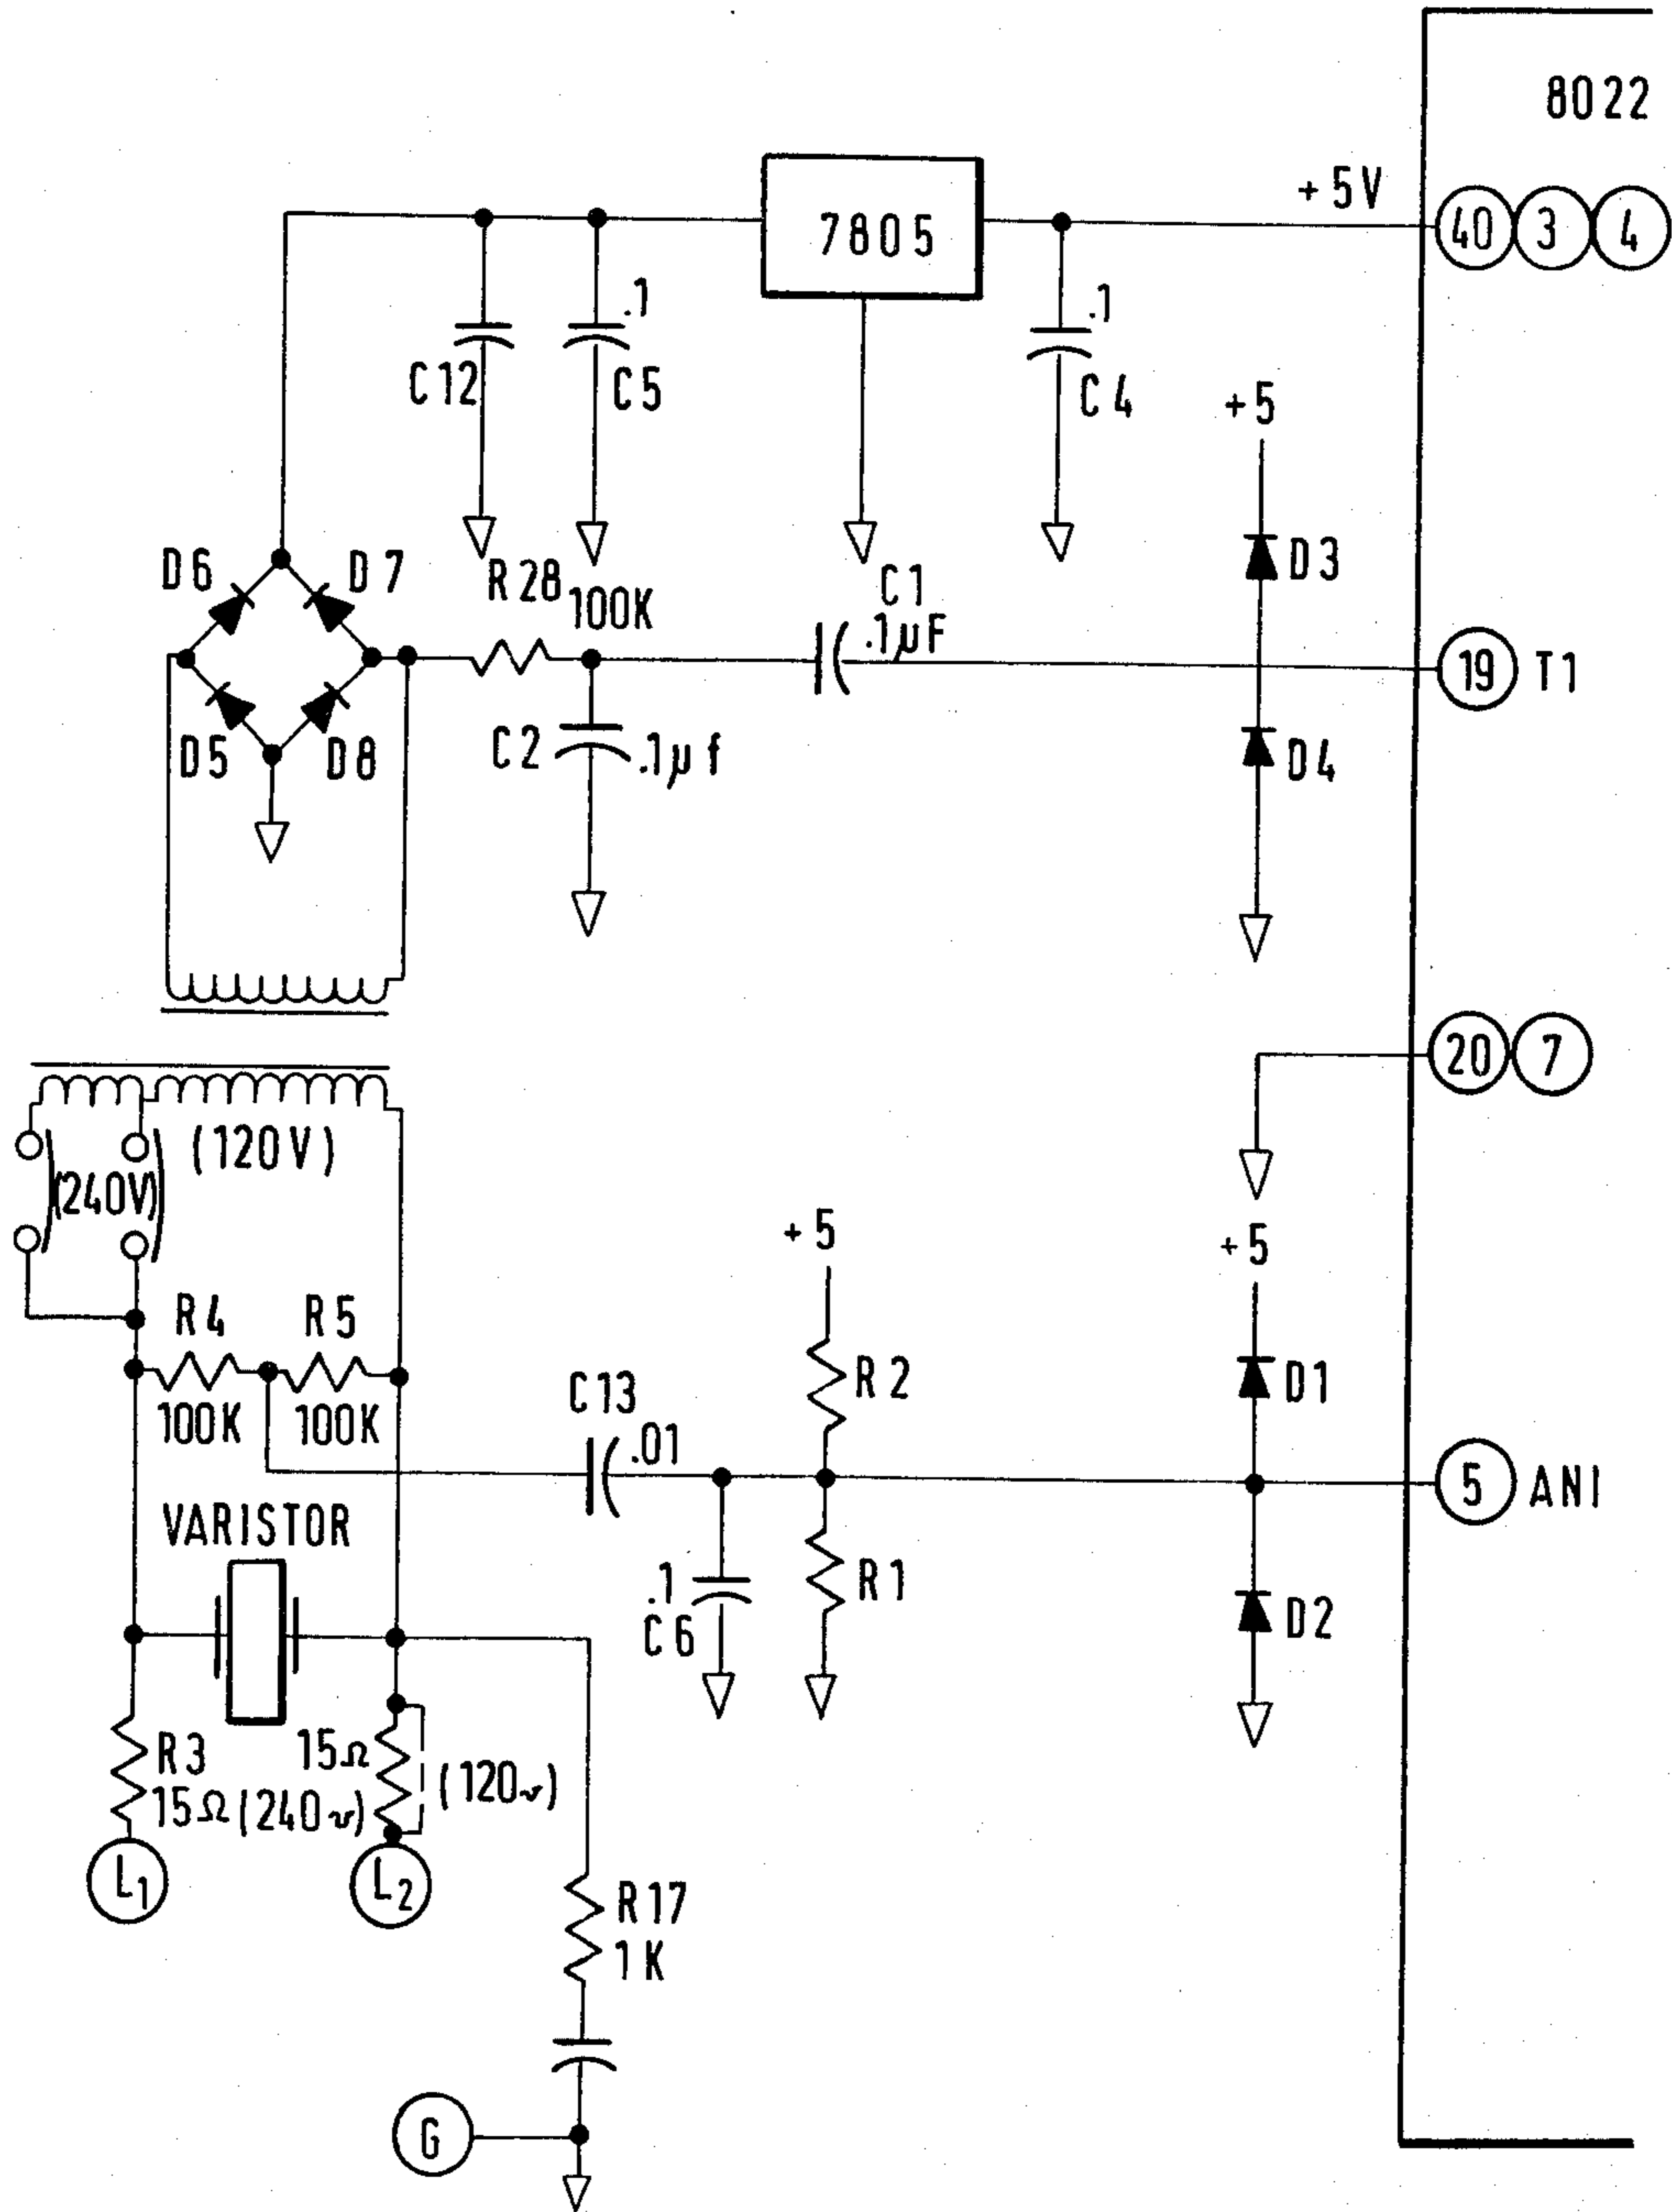 8022
+5V
40 3 4
7805
.1
C12
C5
.1
C4
+5
D6
D7
R28
100K
C1
.1µF
D3
19 T1
D5
D8
C2
.1µf
D4
20 7
(120V)
(240V)
+5
+5
R4
R5
100K
100K
C13
.01
R2
D1
5 AN1
VARISTOR
.1
C6
R1
D2
R3
15Ω (240v)
15Ω
(120v)
L1
L2
R17
1K
G